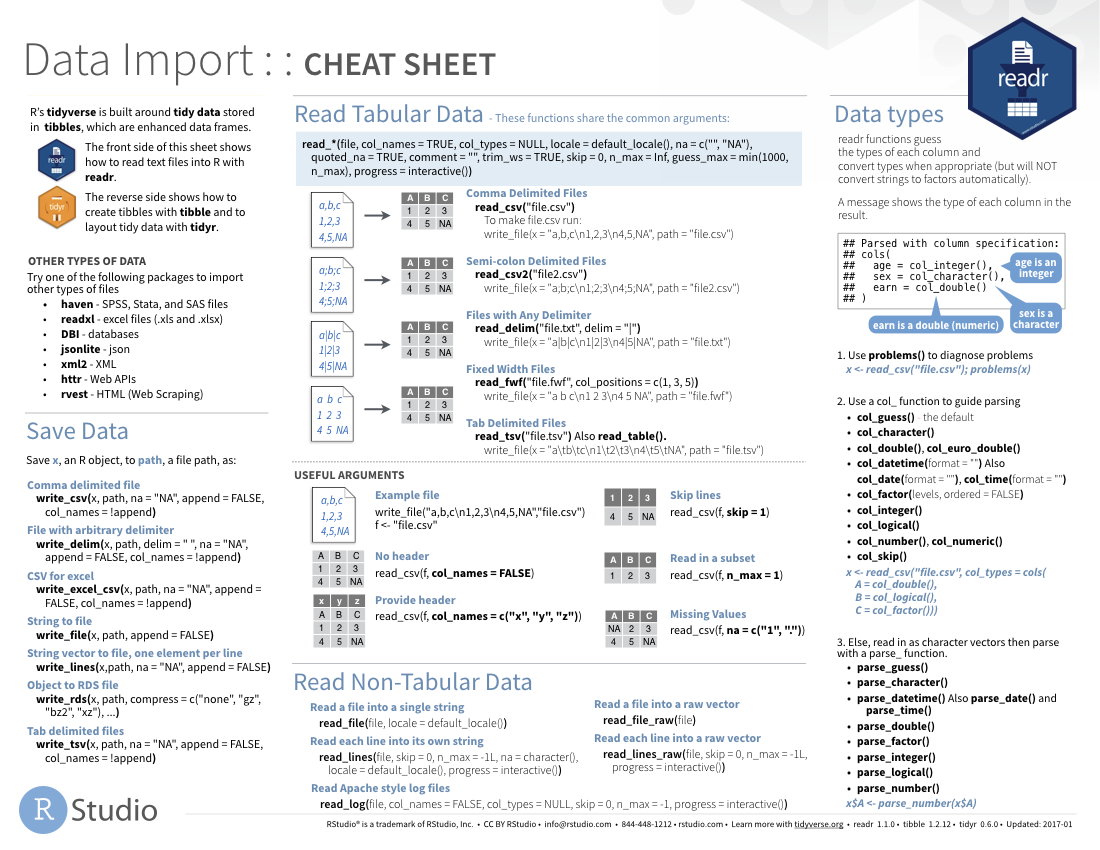 Data Import : : CHEAT SHEET
readr
R's tidyverse is built around tidy data stored
in tibbles, which are enhanced data frames.
readr
The front side of this sheet shows
how to read text files into R with
readr.
tidyr
The reverse side shows how to
create tibbles with tibble and to
layout tidy data with tidyr.
OTHER TYPES OF DATA
Try one of the following packages to import
other types of files
• haven - SPSS, Stata, and SAS files
• readxl - excel files (.xls and .xlsx)
• DBI - databases
• jsonlite - json
• xml2 - XML
• httr - Web APIs
• rvest - HTML (Web Scraping)
Save Data
Save x, an R object, to path, a file path, as:
Comma delimited file
write_csv(x, path, na = "NA", append = FALSE,
col_names = !append)
File with arbitrary delimiter
write_delim(x, path, delim = " ", na = "NA",
append = FALSE, col_names = !append)
CSV for excel
write_excel_csv(x, path, na = "NA", append =
FALSE, col_names = !append)
String to file
write_file(x, path, append = FALSE)
String vector to file, one element per line
write_lines(x,path, na = "NA", append = FALSE)
Object to RDS file
write_rds(x, path, compress = c("none", "gz",
"bz2", "xz"), ...)
Tab delimited files
write_tsv(x, path, na = "NA", append = FALSE,
col_names = !append)
Read Tabular Data - These functions share the common arguments:
read_*(file, col_names = TRUE, col_types = NULL, locale = default_locale(), na = c("", "NA"),
quoted_na = TRUE, comment = "", trim_ws = TRUE, skip = 0, n_max = Inf, guess_max = min(1000,
n_max), progress = interactive())
a,b,c
1,2,3
4,5,NA
A B C
1 2 3
4 5 NA
Comma Delimited Files
read_csv("file.csv")
To make file.csv run:
write_file(x = "a,b,c\n1,2,3\n4,5,NA", path = "file.csv")
a;b;c
1;2;3
4;5;NA
A B C
1 2 3
4 5 NA
Semi-colon Delimited Files
read_csv2("file2.csv")
write_file(x = "a;b;c\n1;2;3\n4;5;NA", path = "file2.csv")
a|b|c
1|2|3
4|5|NA
A B C
1 2 3
4 5 NA
Files with Any Delimiter
read_delim("file.txt", delim = "|")
write_file(x = "a|b|c\n1|2|3\n4|5|NA", path = "file.txt")
a b c
1 2 3
4 5 NA
A B C
1 2 3
4 5 NA
Fixed Width Files
read_fwf("file.fwf", col_positions = c(1, 3, 5))
write_file(x = "a b c\n1 2 3\n4 5 NA", path = "file.fwf")
Tab Delimited Files
read_tsv("file.tsv") Also read_table().
write_file(x = "a\tb\tc\n1\t2\t3\n4\t5\tNA", path = "file.tsv")
USEFUL ARGUMENTS
a,b,c
1,2,3
4,5,NA
Example file
write_file("a,b,c\n1,2,3\n4,5,NA","file.csv")
f <- "file.csv"
A B C
1 2 3
4 5 NA
No header
read_csv(f, col_names = FALSE)
x y z
A B C
1 2 3
4 5 NA
Provide header
read_csv(f, col_names = c("x", "y", "z"))
1 2 3
4 5 NA
Skip lines
read_csv(f, skip = 1)
A B C
1 2 3
Read in a subset
read_csv(f, n_max = 1)
A B C
NA 2 3
4 5 NA
Missing Values
read_csv(f, na = c("1", "."))
Read Non-Tabular Data
Read a file into a single string
read_file(file, locale = default_locale())
Read each line into its own string
read_lines(file, skip = 0, n_max = -1L, na = character(),
locale = default_locale(), progress = interactive())
Read Apache style log files
read_log(file, col_names = FALSE, col_types = NULL, skip = 0, n_max = -1, progress = interactive())
Read a file into a raw vector
read_file_raw(file)
Read each line into a raw vector
read_lines_raw(file, skip = 0, n_max = -1L,
progress = interactive())
Data types
readr functions guess
the types of each column and
convert types when appropriate (but will NOT
convert strings to factors automatically).
A message shows the type of each column in the
result.
## Parsed with column specification:
## cols(
## age = col_integer(),
## sex = col_character(),
## earn = col_double()
## )
age is an
integer
sex is a
character
earn is a double (numeric)
1. Use problems() to diagnose problems
x <- read_csv("file.csv"); problems(x)
2. Use a col_ function to guide parsing
• col_guess() - the default
• col_character()
• col_double(), col_euro_double()
• col_datetime(format = "") Also
col_date(format = ""), col_time(format = "")
• col_factor(levels, ordered = FALSE)
• col_integer()
• col_logical()
• col_number(), col_numeric()
• col_skip()
x <- read_csv("file.csv", col_types = cols(
A = col_double(),
B = col_logical(),
C = col_factor()))
3. Else, read in as character vectors then parse
with a parse_ function.
• parse_guess()
• parse_character()
• parse_datetime() Also parse_date() and
parse_time()
• parse_double()
• parse_factor()
• parse_integer()
• parse_logical()
• parse_number()
x$A <- parse_number(x$A)
R Studio
RStudio® is a trademark of RStudio, Inc. • CC BY RStudio • info@rstudio.com • 844-448-1212 • rstudio.com • Learn more with tidyverse.org • readr 1.1.0 • tibble 1.2.12 • tidyr 0.6.0 • Updated: 2017-01